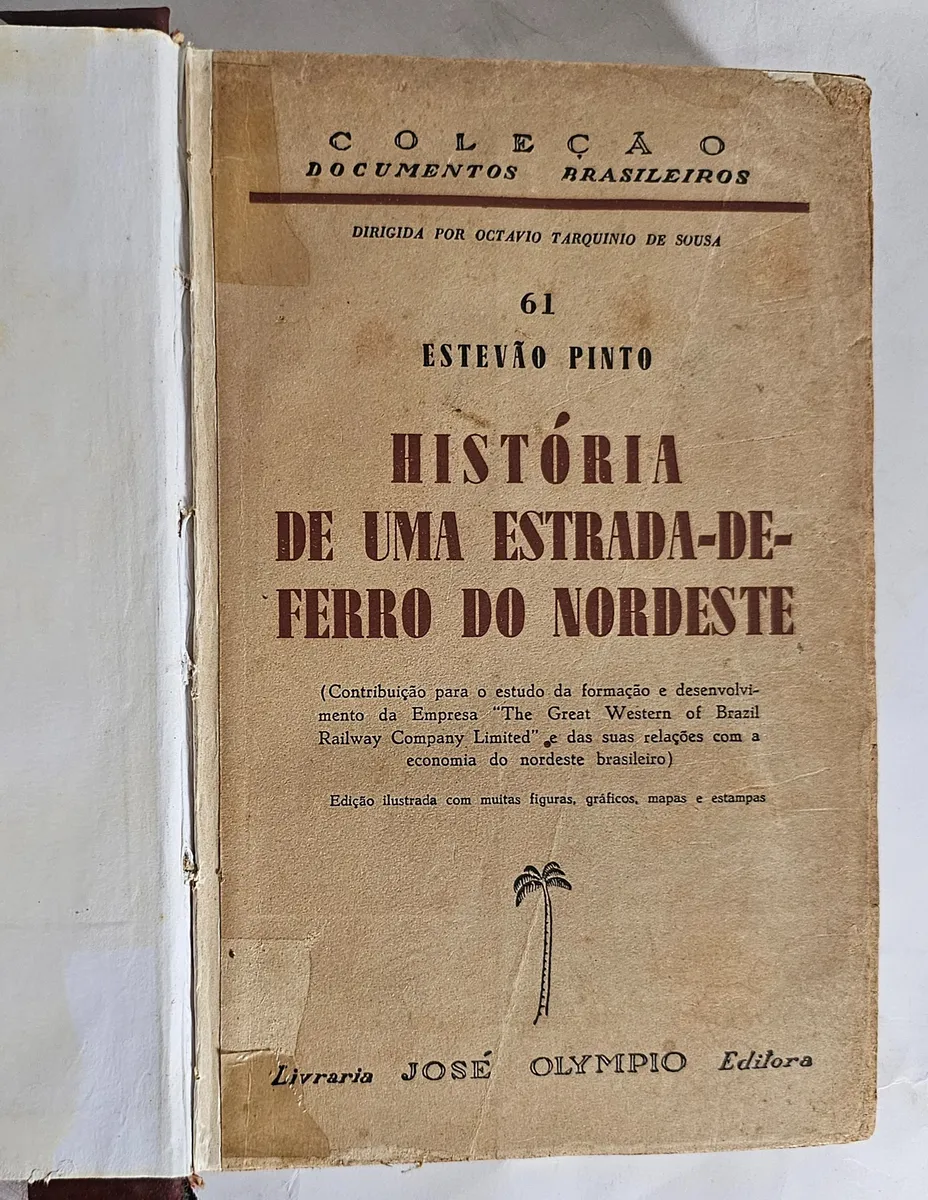 COLEÇÃO
DOCUMENTOS BRASILEIROS
DIRIGIDA POR OCTAVIO TARQUINIO DE SOUSA
61
ESTEVÃO PINTO
HISTÓRIA
DE UMA ESTRADA-DE-
FERRO DO NORDESTE
(Contribuição para o estudo da formação e desenvolvi-
mento da Empresa "The Great Western of Brazil
Railway Company Limited" e das suas relações com a
economia do nordeste brasileiro)
Edição ilustrada com muitas figuras, gráficos, mapas e estampas
Livraria JOSÉ OLYMPIO Editora